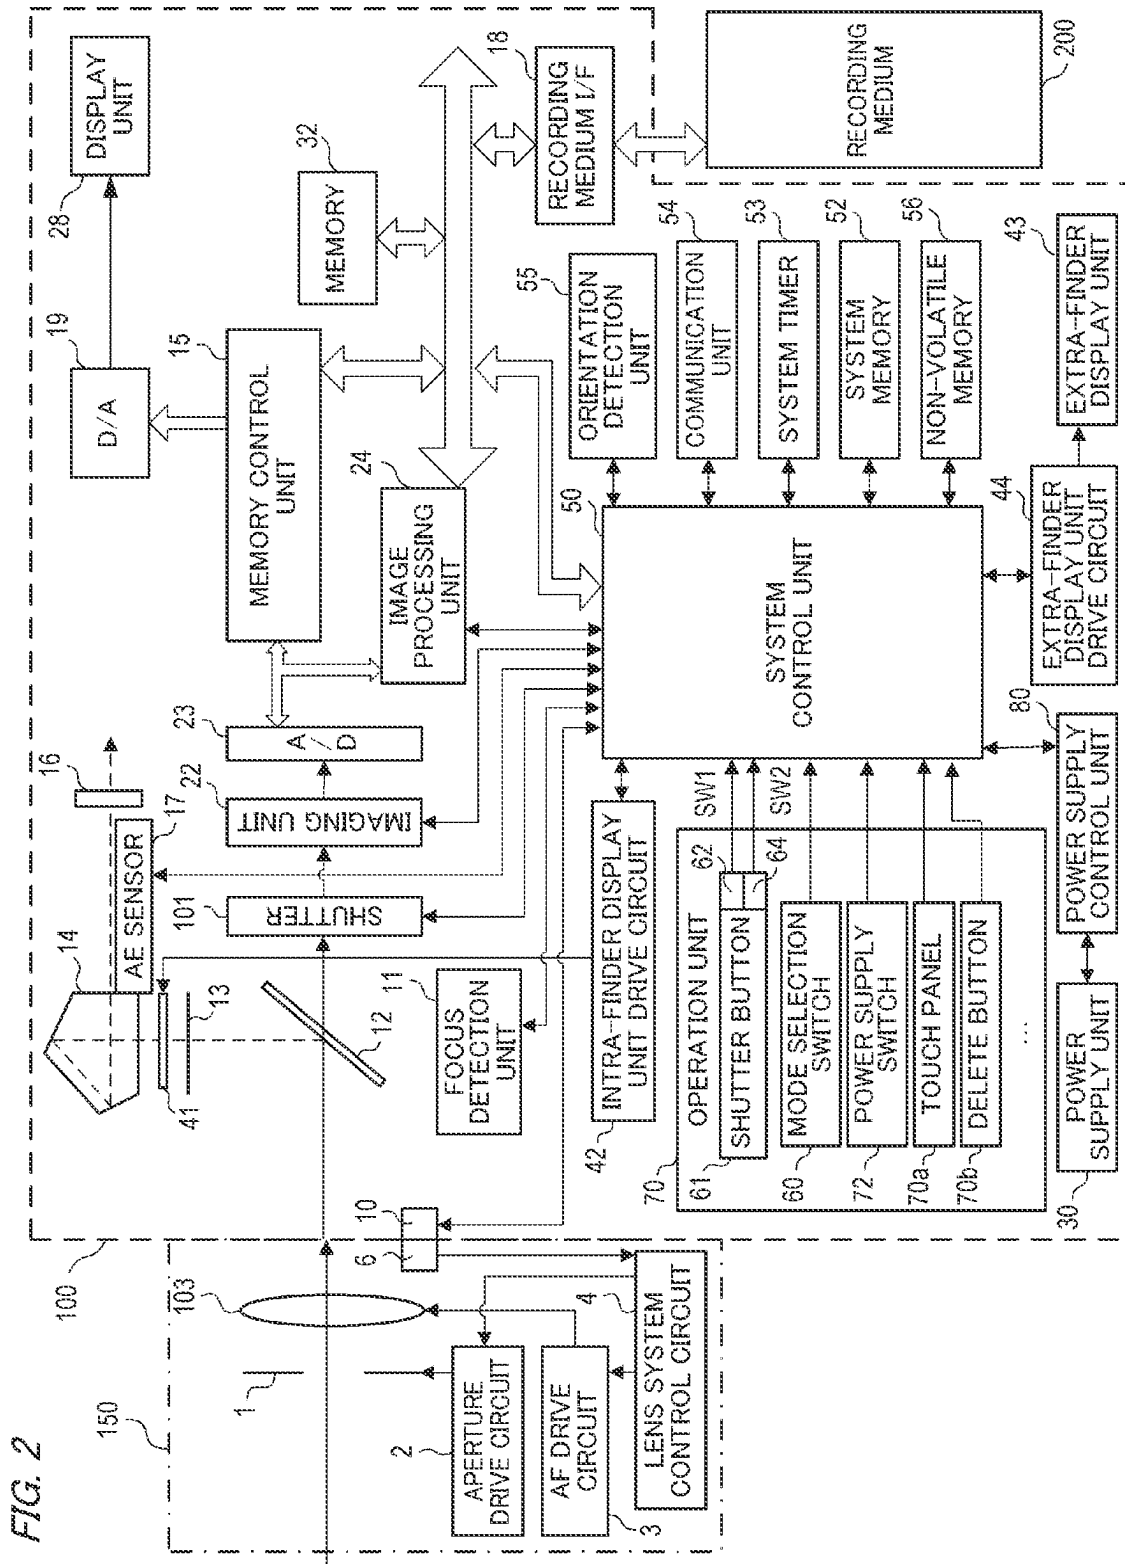 FIG. 2
150
100
1
103
2
APERTURE
DRIVE CIRCUIT
3
AF DRIVE
CIRCUIT
4
LENS SYSTEM
CONTROL CIRCUIT
6
10
41
13
14
12
AE SENSOR
17
16
101
SHUTTER
22
IMAGING UNIT
23
A/D
11
FOCUS
DETECTION
UNIT
24
IMAGE
PROCESSING
UNIT
15
MEMORY CONTROL
UNIT
19
D/A
28
DISPLAY
UNIT
32
MEMORY
18
RECORDING
MEDIUM I/F
200
RECORDING
MEDIUM
42
INTRA-FINDER DISPLAY
UNIT DRIVE CIRCUIT
50
SYSTEM
CONTROL UNIT
55
ORIENTATION
DETECTION
UNIT
54
COMMUNICATION
UNIT
53
SYSTEM TIMER
52
SYSTEM
MEMORY
56
NON-VOLATILE
MEMORY
70
OPERATION UNIT
61
SHUTTER BUTTON
62
64
SW1
SW2
60
MODE SELECTION
SWITCH
72
POWER SUPPLY
SWITCH
70a
TOUCH PANEL
70b
DELETE BUTTON
...
30
POWER
SUPPLY UNIT
80
POWER SUPPLY
CONTROL UNIT
44
EXTRA-FINDER
DISPLAY UNIT
DRIVE CIRCUIT
43
EXTRA-FINDER
DISPLAY UNIT